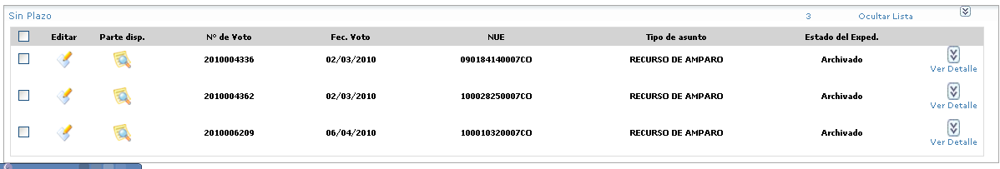 Sin Plazo 3 Ocultar Lista
Editar Parte disp. Nº de Voto Fec. Voto NUE Tipo de asunto Estado del Exped.
2010004336 02/03/2010 090184140007CO RECURSO DE AMPARO Archivado
Ver Detalle
2010004362 02/03/2010 100028250007CO RECURSO DE AMPARO Archivado
Ver Detalle
2010006209 06/04/2010 100010320007CO RECURSO DE AMPARO Archivado
Ver Detalle